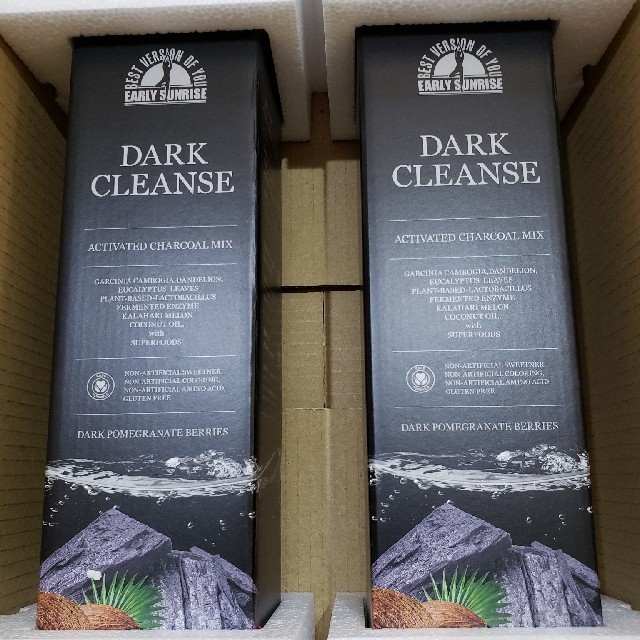 BEST VERSION OF YOU
EARLY SUNRISE
DARK
CLEANSE
ACTIVATED CHARCOAL MIX
GARCINIA CAMBOGIA,DANDELION,
EUCALYPTUS LEAVES
PLANT-BASED-LACTOBACILLUS
FERMENTED ENZYME
KALAHARI MELON
COCONUT OIL,
with
SUPERFOODS
NON-ARTIFICIAL SWEETNER,
NON-ARTIFICIAL COLORING,
NON-ARTIFICIAL AMINO ACID
GLUTEN FREE
DARK POMEGRANATE BERRIES
BEST VERSION OF YOU
EARLY SUNRISE
DARK
CLEANSE
ACTIVATED CHARCOAL MIX
GARCINIA CAMBOGIA,DANDELION,
EUCALYPTUS LEAVES
PLANT-BASED-LACTOBACILLUS
FERMENTED ENZYME
KALAHARI MELON
COCONUT OIL,
with
SUPERFOODS
NON-ARTIFICIAL SWEETNER,
NON-ARTIFICIAL COLORING,
NON-ARTIFICIAL AMINO ACID
GLUTEN FREE
DARK POMEGRANATE BERRIES